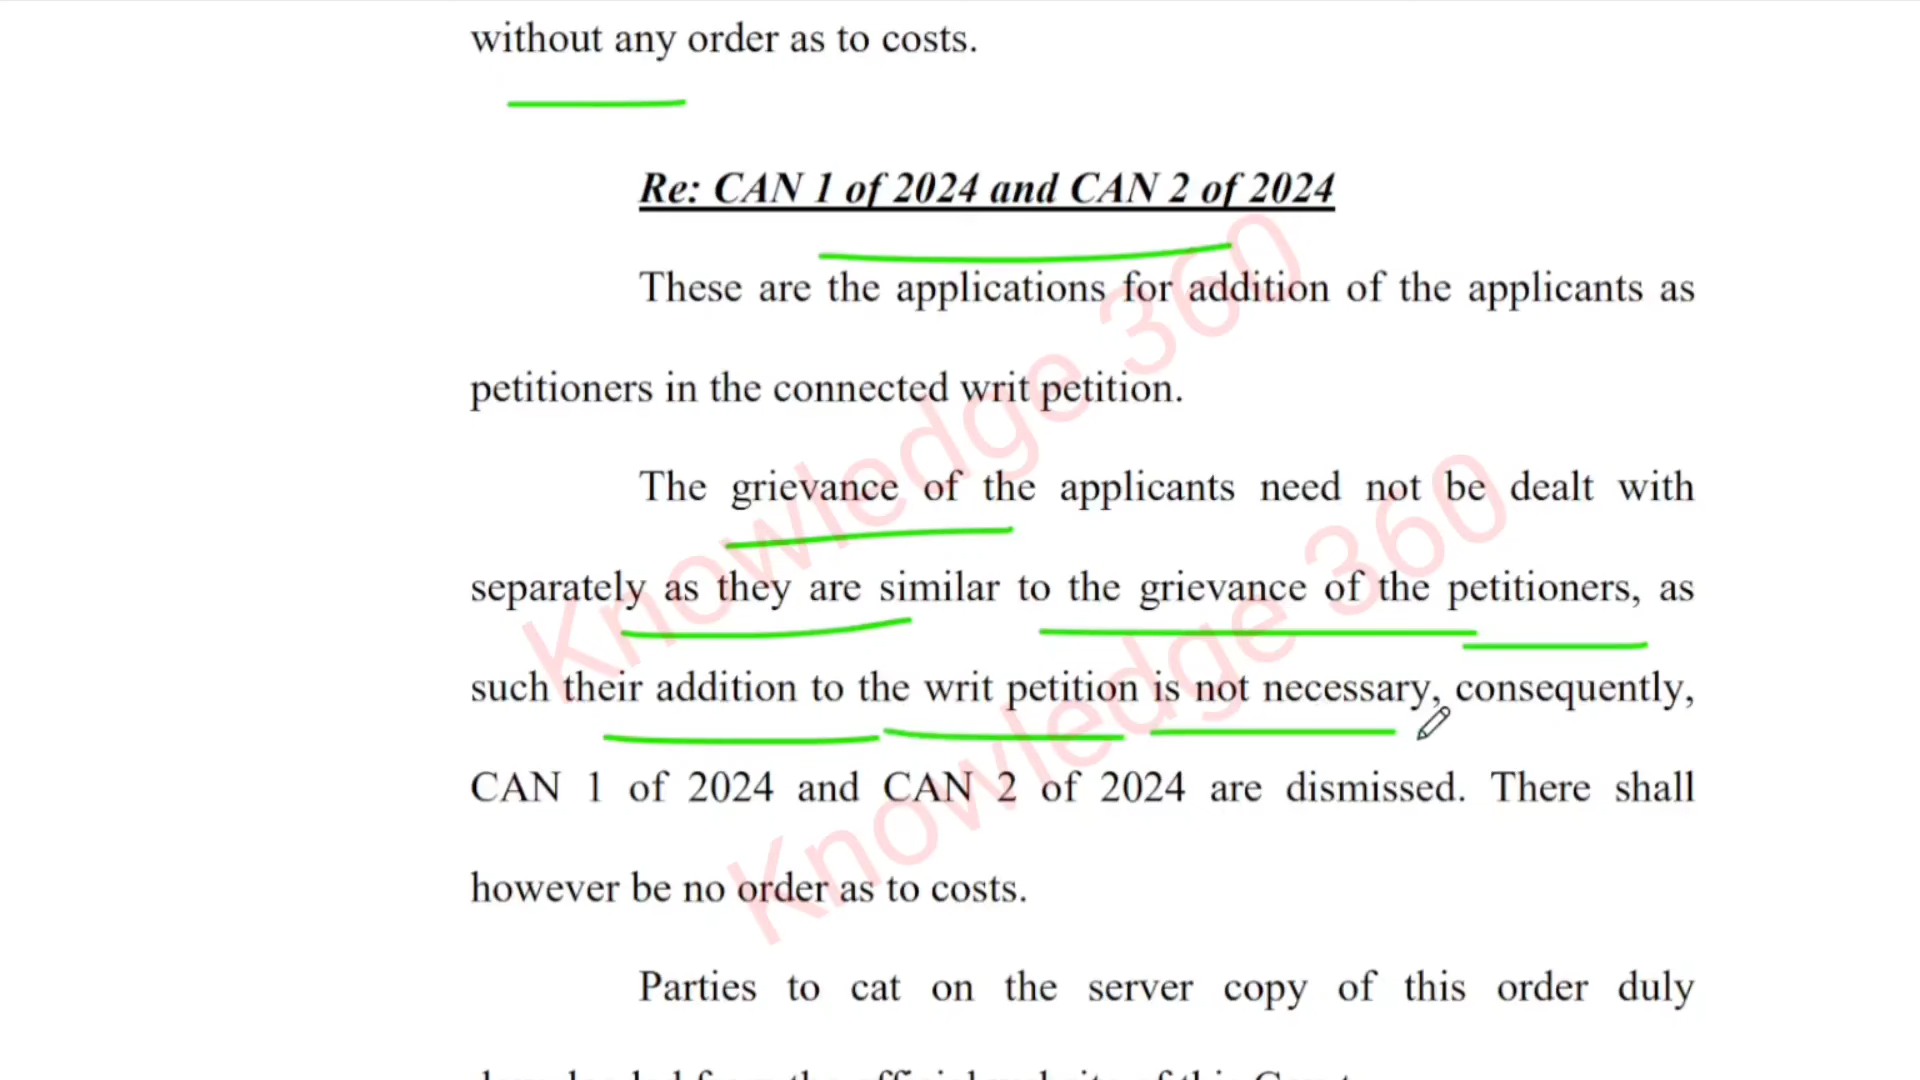 without any order as to costs.
Re: CAN 1 of 2024 and CAN 2 of 2024
These are the applications for addition of the applicants as
petitioners in the connected writ petition.
The grievance of the applicants need not be dealt with
separately as they are similar to the grievance of the petitioners, as
such their addition to the writ petition is not necessary, consequently,
CAN 1 of 2024 and CAN 2 of 2024 are dismissed. There shall
however be no order as to costs.
Parties to cat on the server copy of this order duly
Knowledge 360
Knowledge 360